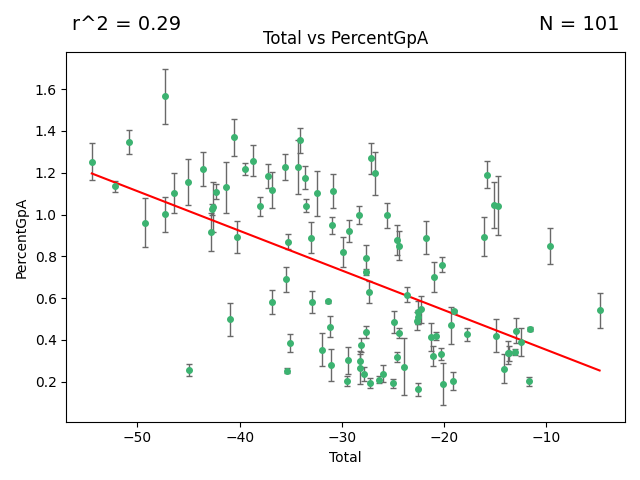 r^2 = 0.29
N = 101
Total vs PercentGpA
PercentGpA
1.6
1.4
1.2
1.0
0.8
0.6
0.4
0.2
−50
−40
−30
−20
−10
Total